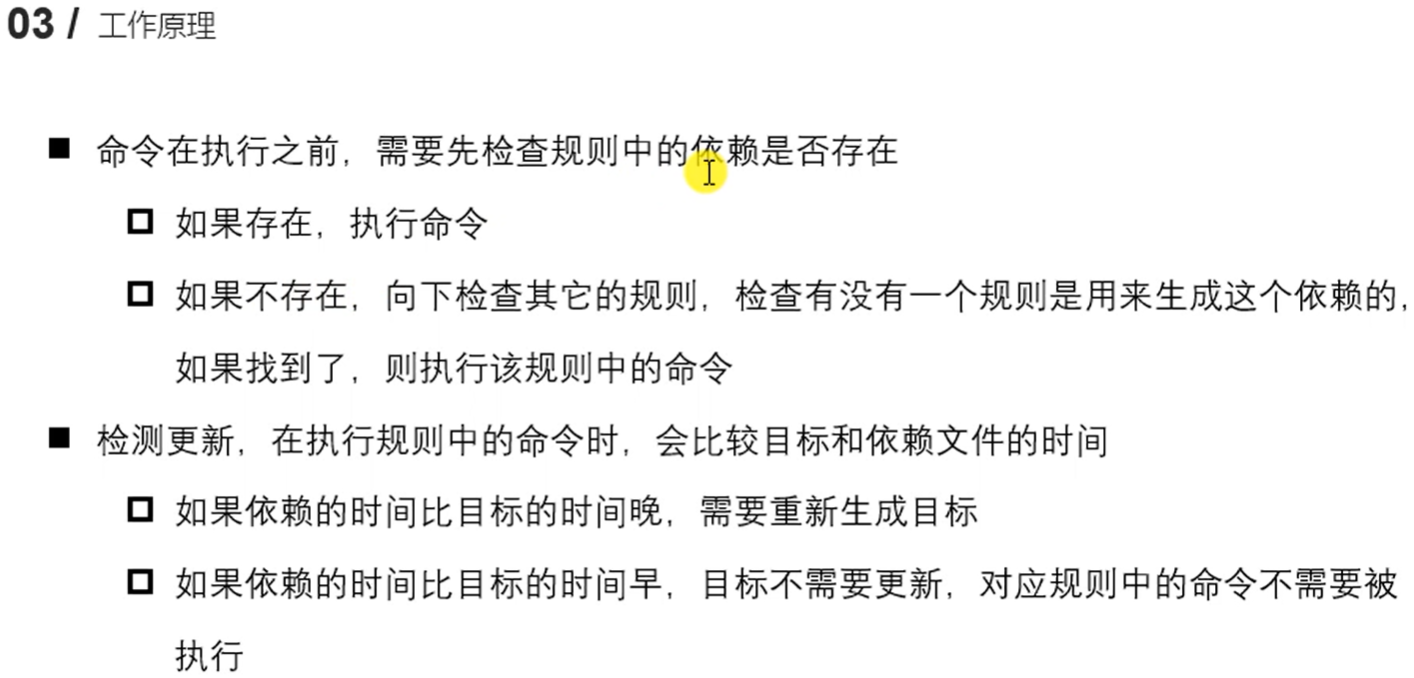 03 / 工作原理
命令在执行之前，需要先检查规则中的依赖是否存在
如果存在，执行命令
如果不存在，向下检查其它的规则，检查有没有一个规则是用来生成这个依赖的，
如果找到了，则执行该规则中的命令
检测更新，在执行规则中的命令时，会比较目标和依赖文件的时间
如果依赖的时间比目标的时间晚，需要重新生成目标
如果依赖的时间比目标的时间早，目标不需要更新，对应规则中的命令不需要被
执行